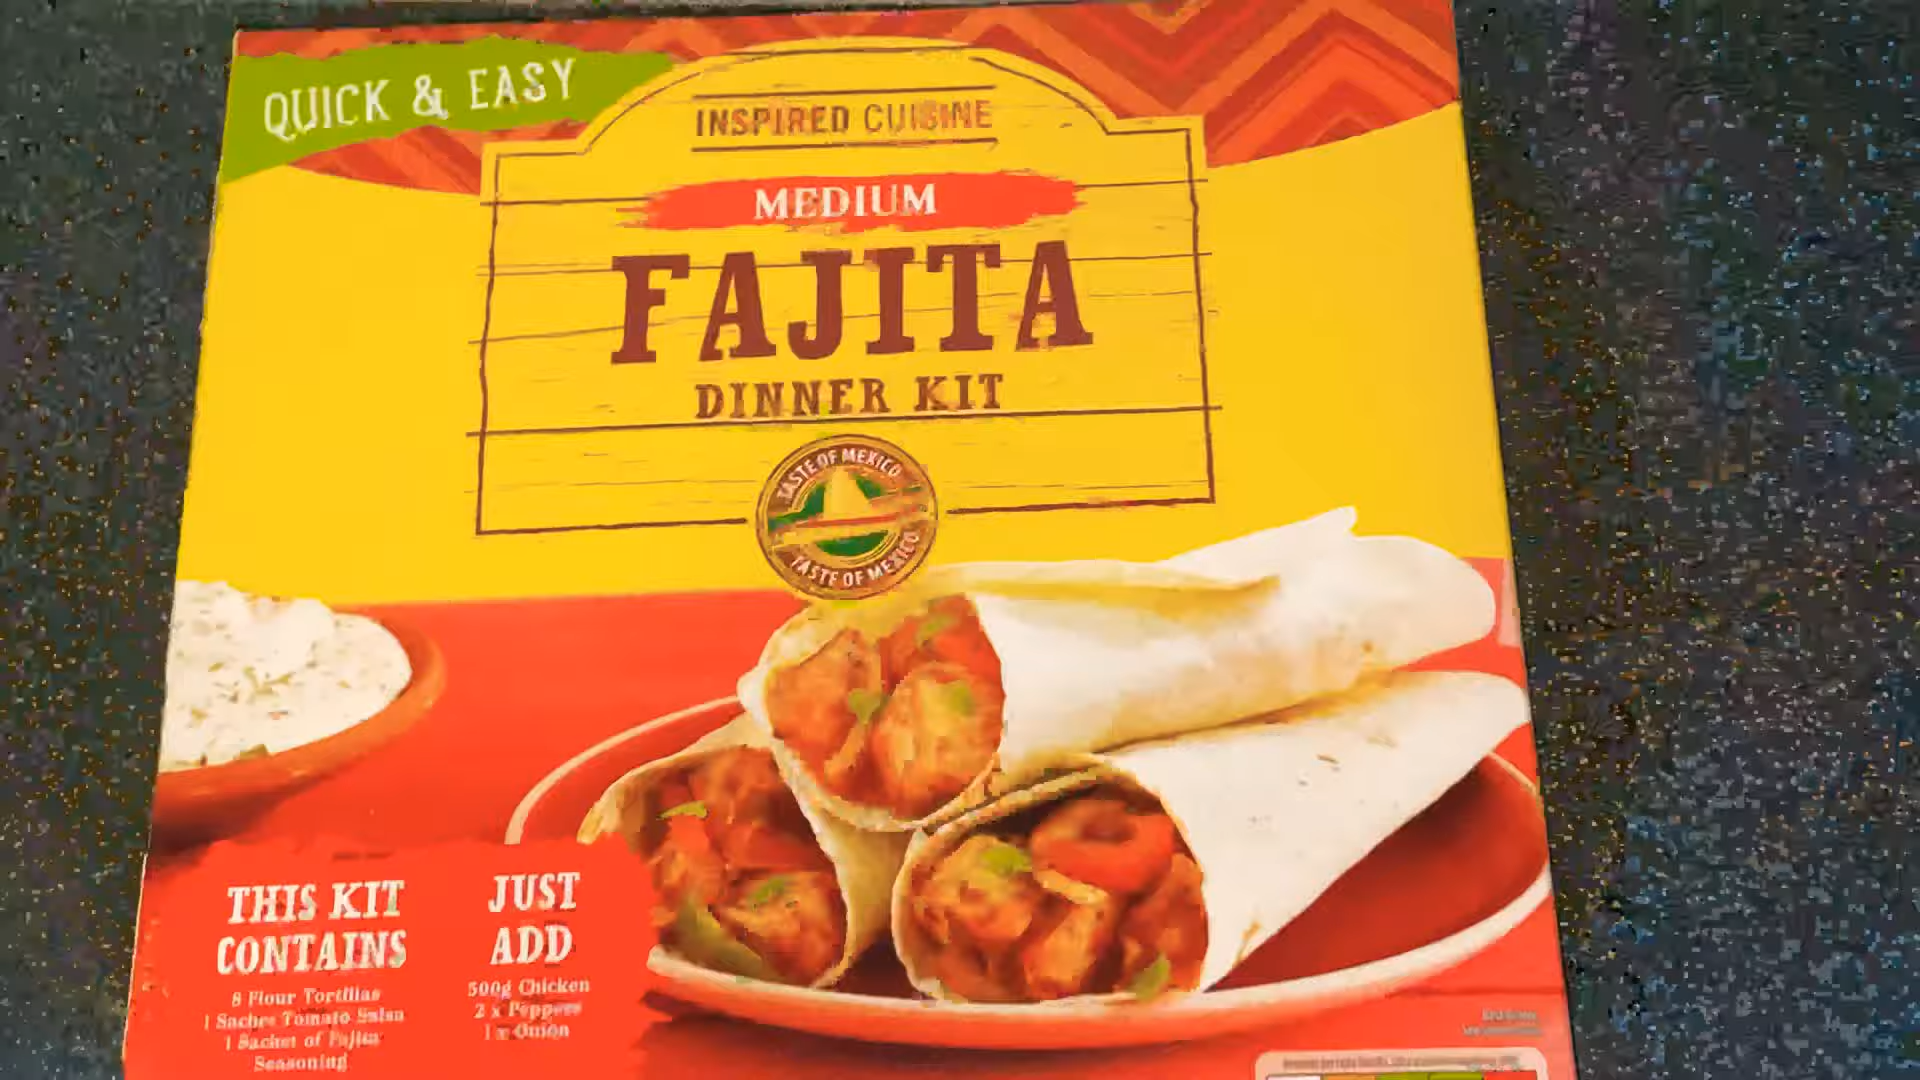 QUICK & EASY
INSPIRED CUISINE
MEDIUM
FAJITA
DINNER KIT
TASTE OF MEXICO
TASTE OF MEXICO
THIS KIT
CONTAINS
8 Flour Tortillas
1 Sachet Tomato Salsa
1 Sachet of Fajita
Seasoning
JUST
ADD
500g Chicken
2 x Peppers
1 x Onion